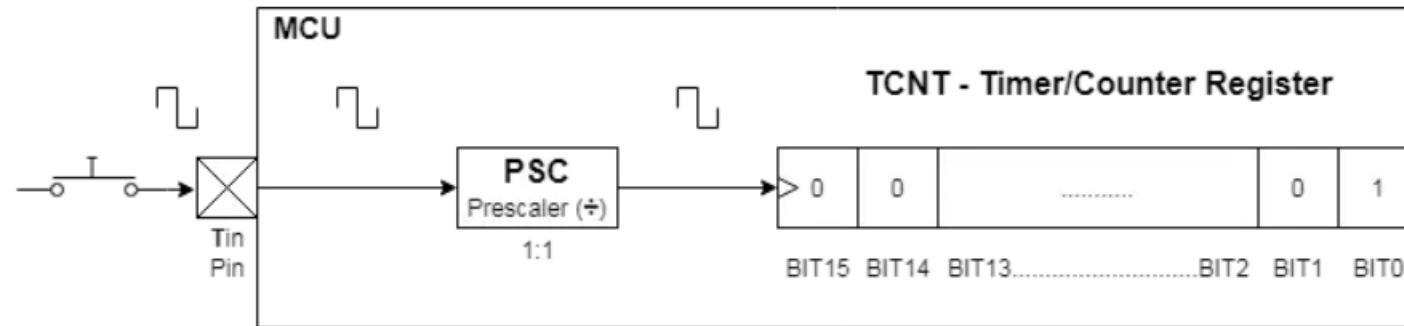 MCU
TCNT - Timer/Counter Register
PSC
Prescaler (÷)
1:1
0 0 ........... 0 1
Tin
Pin
BIT15 BIT14 BIT13...........................BIT2 BIT1 BIT0